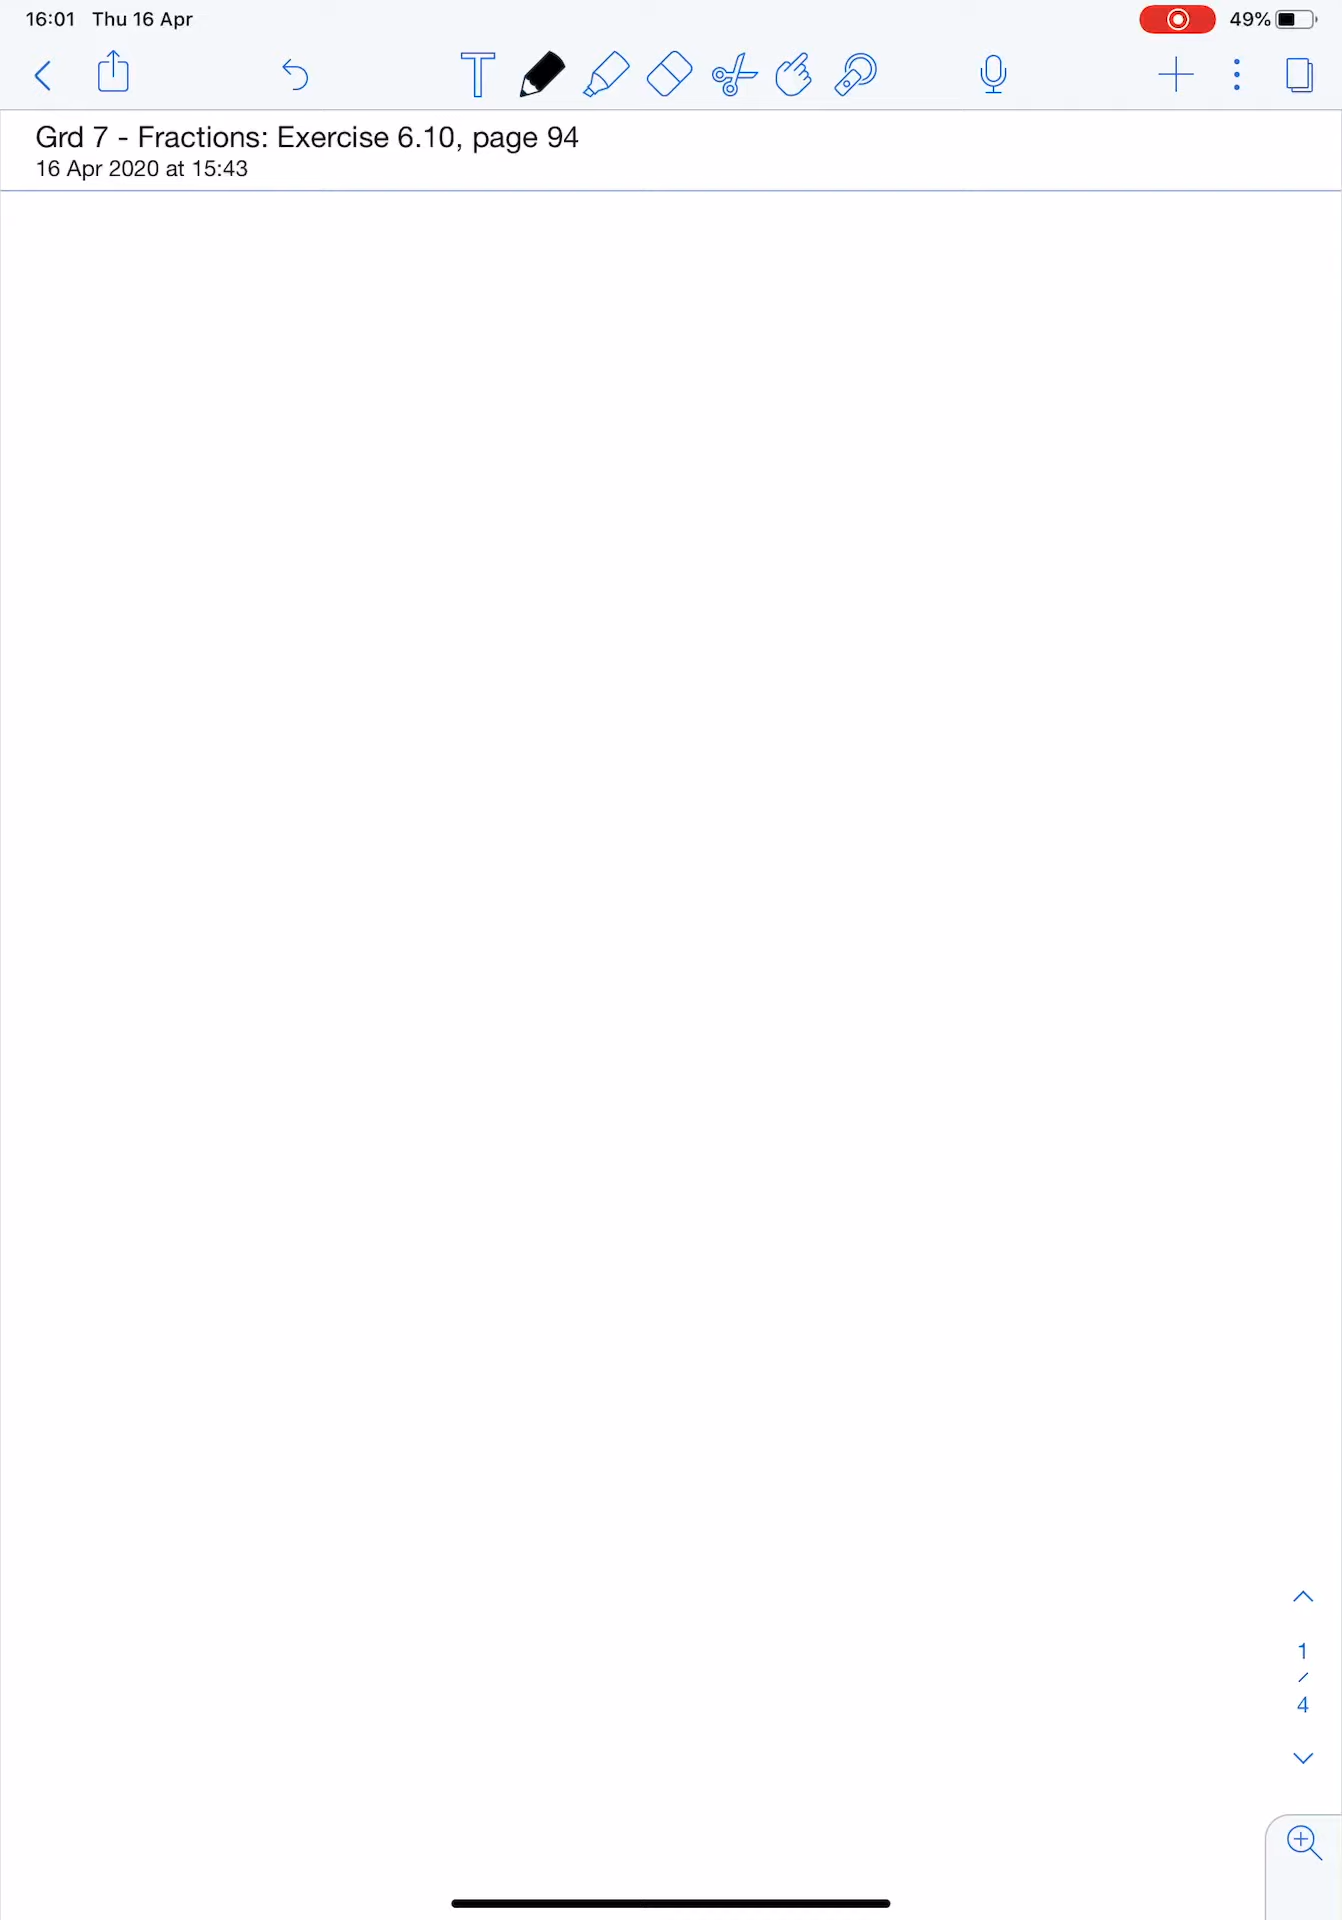 16:01 Thu 16 Apr
49%
Grd 7 - Fractions: Exercise 6.10, page 94
16 Apr 2020 at 15:43
1
/
4